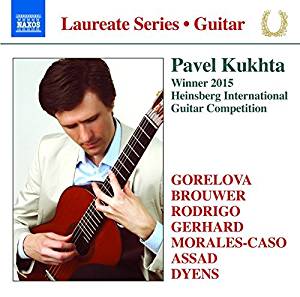 NAXOS
Laureate Series • Guitar
Pavel Kukhta
Winner 2015
Heinsberg International
Guitar Competition
GORELOVA
BROUWER
RODRIGO
GERHARD
MORALES-CASO
ASSAD
DYENS